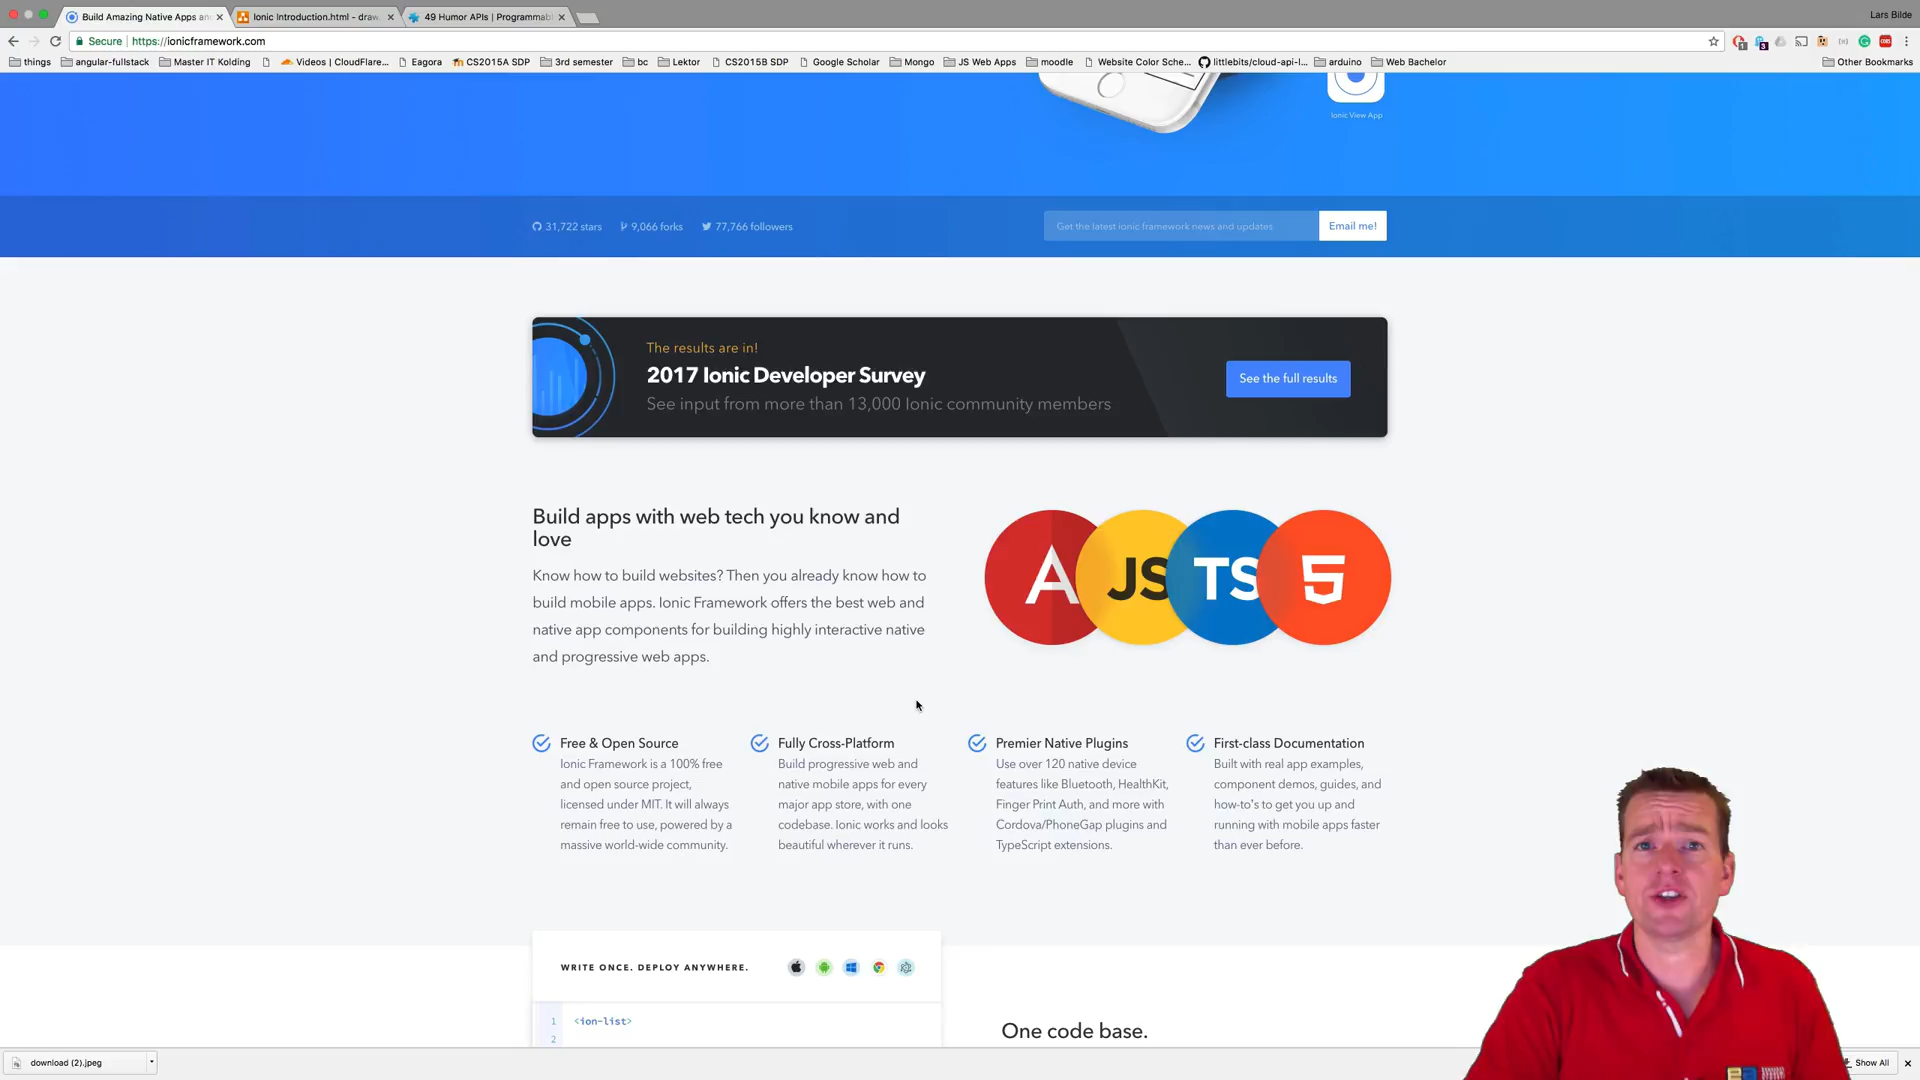 Lars Bilde
Build Amazing Native Apps an
Ionic Introduction.html - draw
49 Humor APIs | Programmab
Secure https://ionicframework.com
things
angular-fullstack
Master IT Kolding
Videos | CloudFlare...
Eagora
CS2015A SDP
3rd semester
bc
Lektor
CS2015B SDP
Google Scholar
Mongo
JS Web Apps
moodle
Website Color Sche...
littlebits/cloud-api-l...
arduino
Web Bachelor
Other Bookmarks
Ionic View App
31,722 stars 9,066 forks 77,766 followers
Get the latest ionic framework news and updates
Email me!
The results are in!
2017 Ionic Developer Survey
See input from more than 13,000 Ionic community members
See the full results
Build apps with web tech you know and
love
Know how to build websites? Then you already know how to
build mobile apps. Ionic Framework offers the best web and
native app components for building highly interactive native
and progressive web apps.
A JS TS 5
Free & Open Source
Ionic Framework is a 100% free
and open source project,
licensed under MIT. It will always
remain free to use, powered by a
massive world-wide community.
Fully Cross-Platform
Build progressive web and
native mobile apps for every
major app store, with one
codebase. Ionic works and looks
beautiful wherever it runs.
Premier Native Plugins
Use over 120 native device
features like Bluetooth, HealthKit,
Finger Print Auth, and more with
Cordova/PhoneGap plugins and
TypeScript extensions.
First-class Documentation
Built with real app examples,
component demos, guides, and
how-to's to get you up and
running with mobile apps faster
than ever before.
WRITE ONCE. DEPLOY ANYWHERE.
1 <ion-list>
2
One code base.
download (2).jpeg
Show All